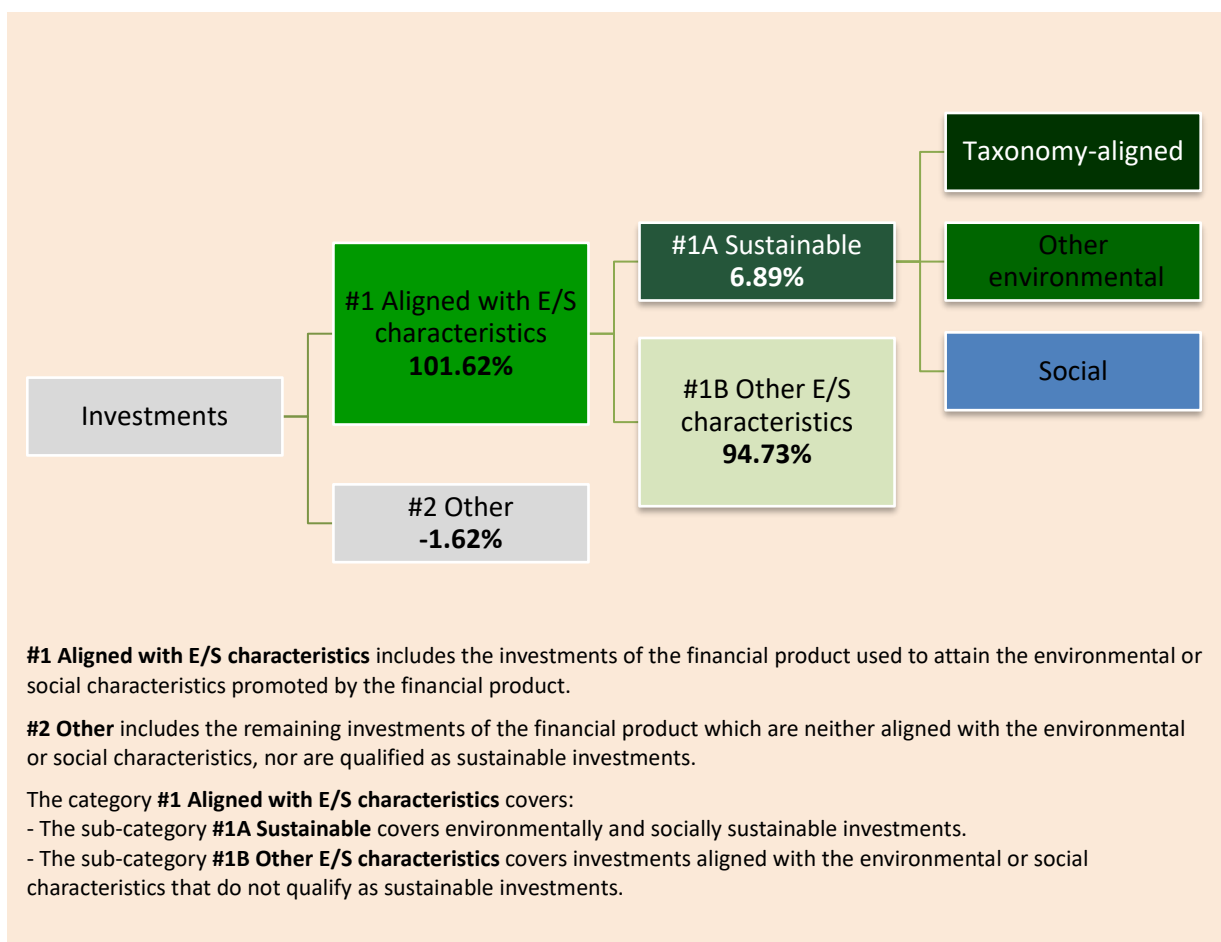 Taxonomy-aligned
#1A Sustainable
6.89%
Other
environmental
#1 Aligned with E/S
characteristics
101.62%
Social
#1B Other E/S
characteristics
94.73%
Investments
#2 Other
-1.62%
#1 Aligned with E/S characteristics includes the investments of the financial product used to attain the environmental or
social characteristics promoted by the financial product.
#2 Other includes the remaining investments of the financial product which are neither aligned with the environmental
or social characteristics, nor are qualified as sustainable investments.
The category #1 Aligned with E/S characteristics covers:
- The sub-category #1A Sustainable covers environmentally and socially sustainable investments.
- The sub-category #1B Other E/S characteristics covers investments aligned with the environmental or social
characteristics that do not qualify as sustainable investments.